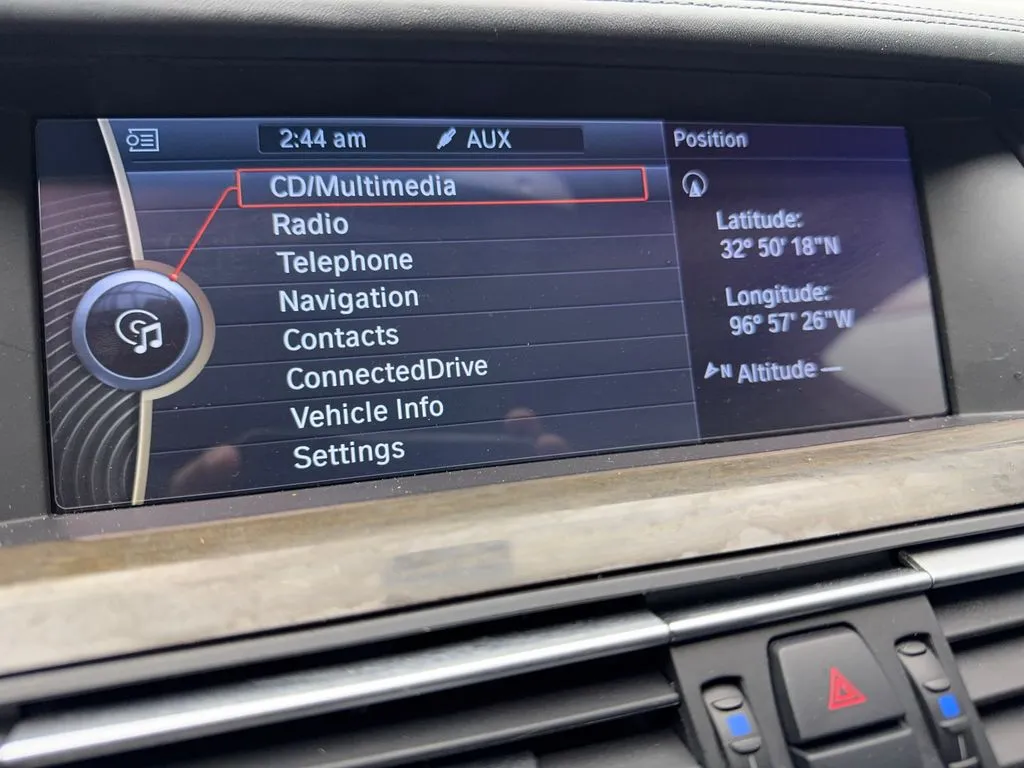 2:44 am AUX
Position
CD/Multimedia
Radio
Telephone
Navigation
Contacts
ConnectedDrive
Vehicle Info
Settings
Latitude:
32° 50' 18"N
Longitude:
96° 57' 26"W
N Altitude --